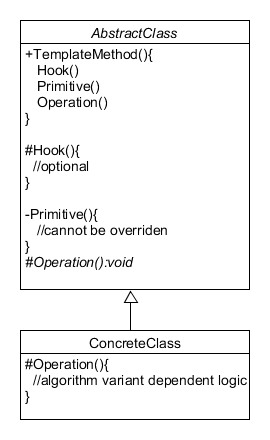 AbstractClass
+TemplateMethod(){
Hook()
Primitive()
Operation()
}
#Hook(){
//optional
}
-Primitive(){
//cannot be overriden
}
#Operation():void
ConcreteClass
#Operation(){
//algorithm variant dependent logic
}